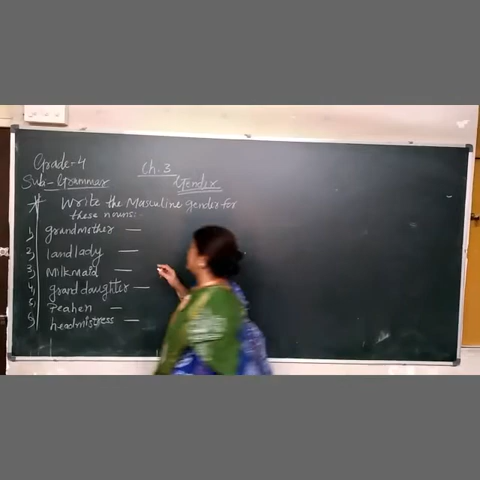 Grade:-4
Ch. 3
Sub-Grammar
Gender
* Write the Masculine gender for
these nouns:-
1) grandmother —
2) landlady —
3) Milkmaid —
4) granddaughter —
5) Peahen —
6) headmistress —